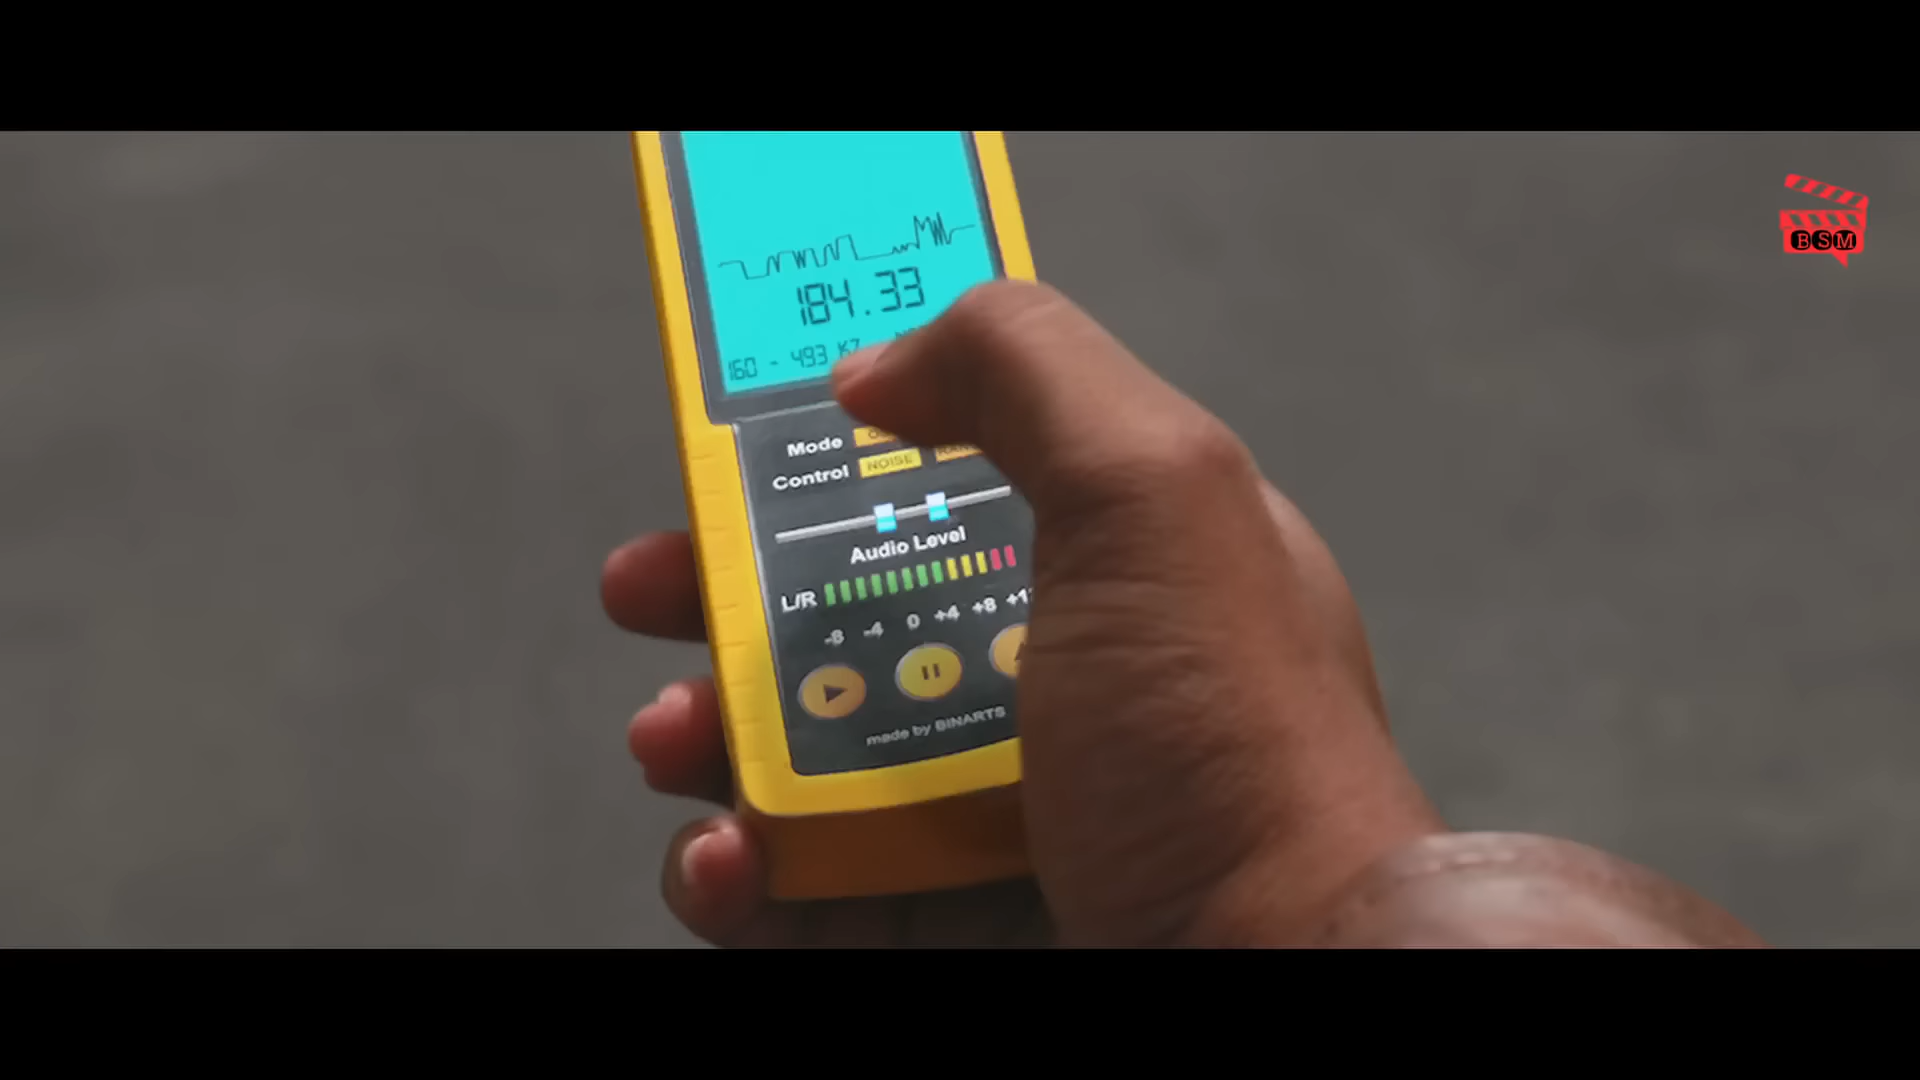 BSM
184.33
160 - 493
Mode
Control NOISE
Audio Level
L/R
-8 -4 0 +4 +8
made by BINARTS